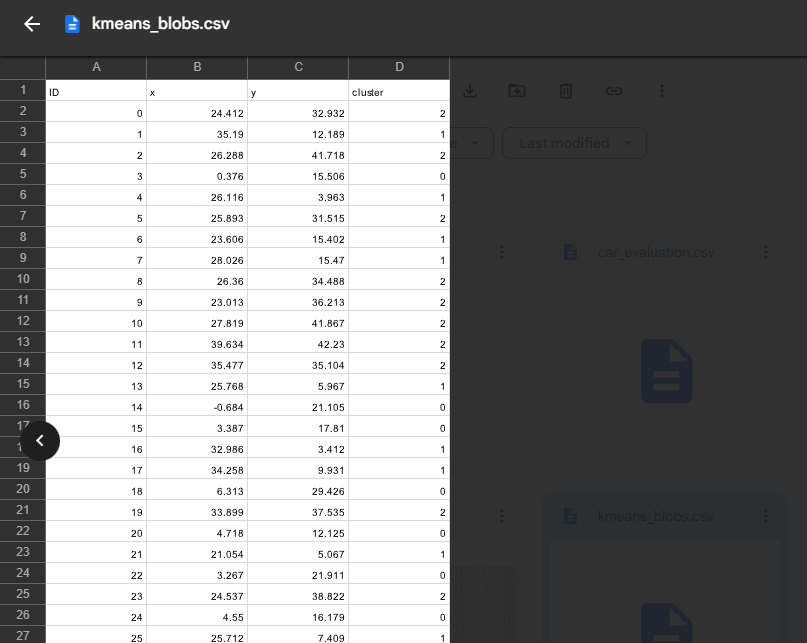 kmeans_blobs.csv
A B C D
1 ID x y cluster
2 0 24.412 32.932 2
3 1 35.19 12.189 1
4 2 26.288 41.718 2
5 3 0.376 15.506 0
6 4 26.116 3.963 1
7 5 25.893 31.515 2
8 6 23.606 15.402 1
9 7 28.026 15.47 1
10 8 26.36 34.488 2
11 9 23.013 36.213 2
12 10 27.819 41.867 2
13 11 39.634 42.23 2
14 12 35.477 35.104 2
15 13 25.768 5.967 1
16 14 -0.684 21.105 0
17 15 3.387 17.81 0
16 32.986 3.412 1
19 17 34.258 9.931 1
20 18 6.313 29.426 0
21 19 33.899 37.535 2
22 20 4.718 12.125 0
23 21 21.054 5.067 1
24 22 3.267 21.911 0
25 23 24.537 38.822 2
26 24 4.55 16.179 0
27 25 25.712 7.409 1
Last modified
car_evaluation.csv
kmeans_blobs.csv